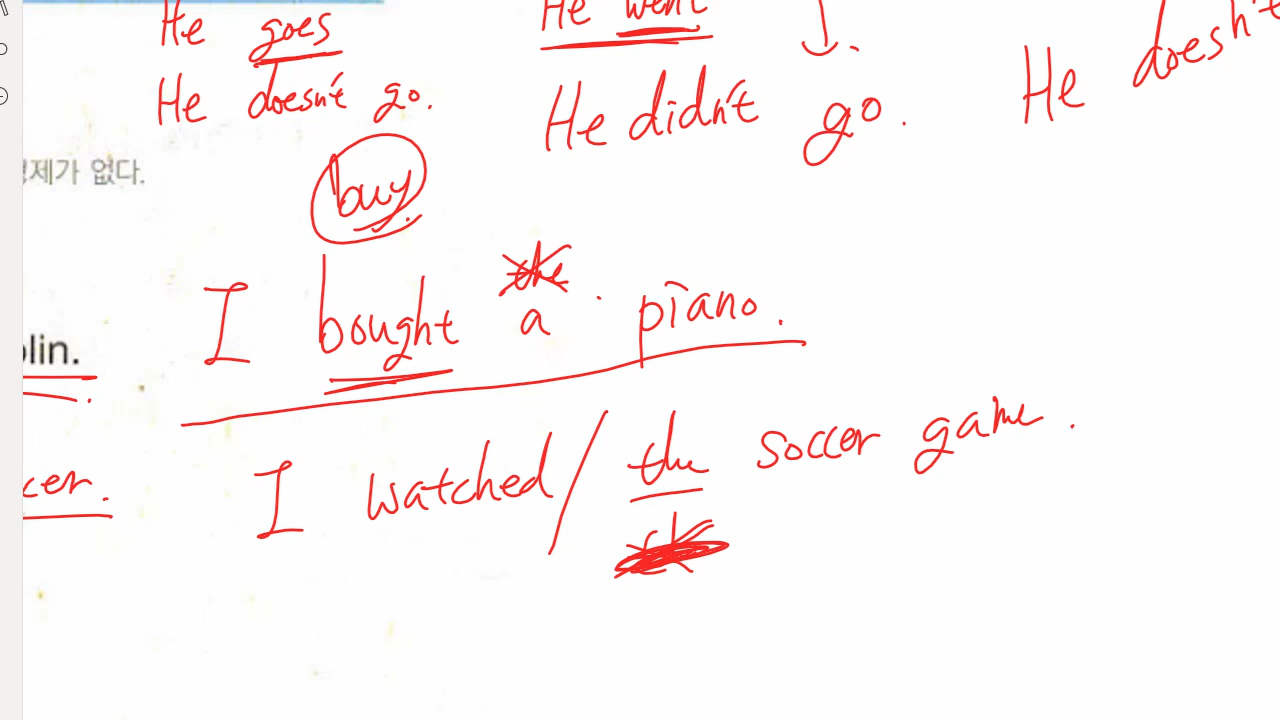 He goes
He went
He doesn't go.
He didn't go.
He doesn't
제가 없다.
buy
the
I bought a piano.
lin.
I watched / the soccer game.
cer.